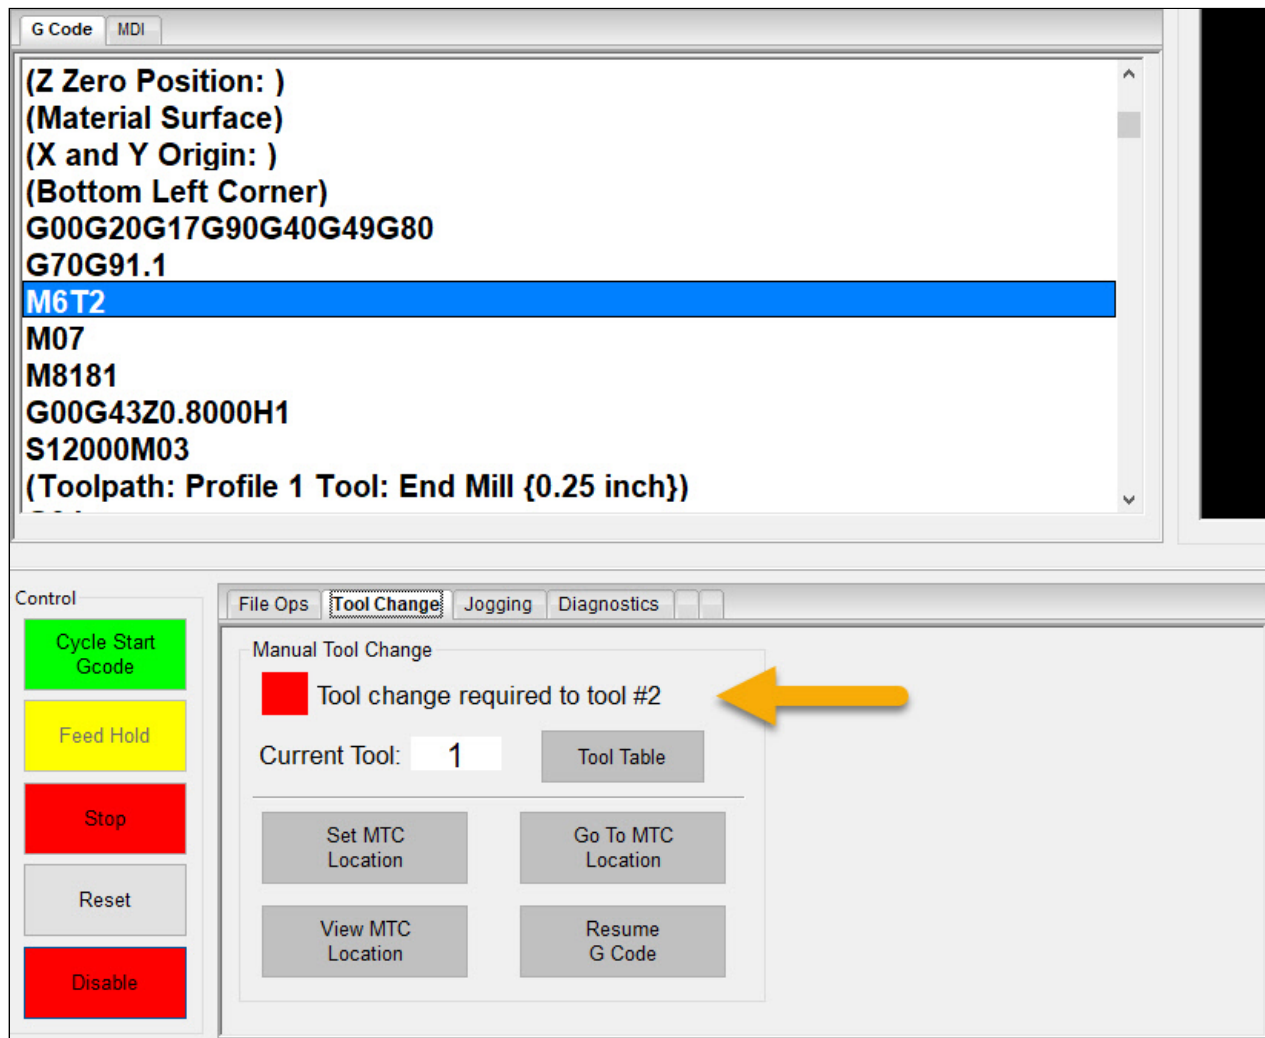 G Code MDI
(Z Zero Position: )
(Material Surface)
(X and Y Origin: )
(Bottom Left Corner)
G00G20G17G90G40G49G80
G70G91.1
M6T2
M07
M8181
G00G43Z0.8000H1
S12000M03
(Toolpath: Profile 1 Tool: End Mill {0.25 inch})
Control
Cycle Start
Gcode
Feed Hold
Stop
Reset
Disable
File Ops Tool Change Jogging Diagnostics
Manual Tool Change
Tool change required to tool #2
Current Tool: 1 Tool Table
Set MTC
Location
Go To MTC
Location
View MTC
Location
Resume
G Code